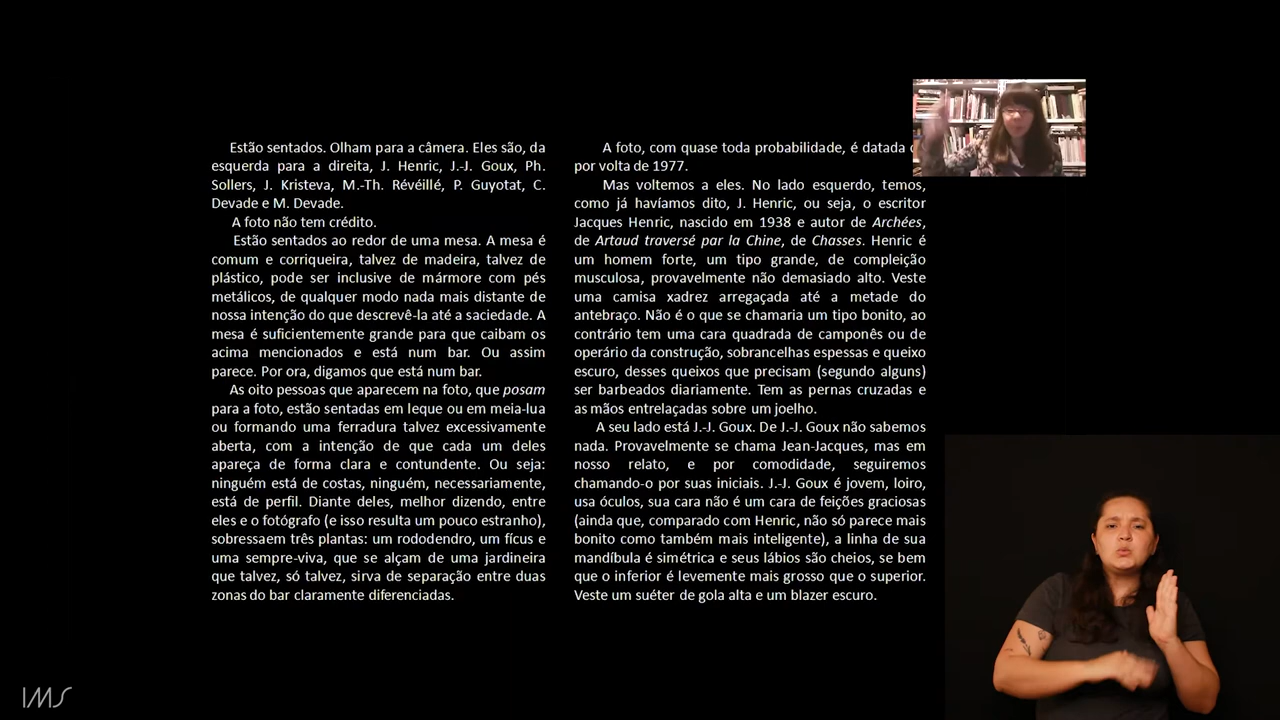 Estão sentados. Olham para a câmera. Eles são, da
esquerda para a direita, J. Henric, J.-J. Goux, Ph.
Sollers, J. Kristeva, M.-Th. Révéillé, P. Guyotat, C.
Devade e M. Devade.
A foto não tem crédito.
Estão sentados ao redor de uma mesa. A mesa é
comum e corriqueira, talvez de madeira, talvez de
plástico, pode ser inclusive de mármore com pés
metálicos, de qualquer modo nada mais distante de
nossa intenção do que descrevê-la até a saciedade. A
mesa é suficientemente grande para que caibam os
acima mencionados e está num bar. Ou assim
parece. Por ora, digamos que está num bar.
As oito pessoas que aparecem na foto, que posam
para a foto, estão sentadas em leque ou em meia-lua
ou formando uma ferradura talvez excessivamente
aberta, com a intenção de que cada um deles
apareça de forma clara e contundente. Ou seja:
ninguém está de costas, ninguém, necessariamente,
está de perfil. Diante deles, melhor dizendo, entre
eles e o fotógrafo (e isso resulta um pouco estranho),
sobressaem três plantas: um rododendro, um fícus e
uma sempre-viva, que se alçam de uma jardineira
que talvez, só talvez, sirva de separação entre duas
zonas do bar claramente diferenciadas.
A foto, com quase toda probabilidade, é datada
por volta de 1977.
Mas voltemos a eles. No lado esquerdo, temos,
como já havíamos dito, J. Henric, ou seja, o escritor
Jacques Henric, nascido em 1938 e autor de Archées,
de Artaud traversé par la Chine, de Chasses. Henric é
um homem forte, um tipo grande, de compleição
musculosa, provavelmente não demasiado alto. Veste
uma camisa xadrez arregaçada até a metade do
antebraço. Não é o que se chamaria um tipo bonito, ao
contrário tem uma cara quadrada de camponês ou de
operário da construção, sobrancelhas espessas e queixo
escuro, desses queixos que precisam (segundo alguns)
ser barbeados diariamente. Tem as pernas cruzadas e
as mãos entrelaçadas sobre um joelho.
A seu lado está J.-J. Goux. De J.-J. Goux não sabemos
nada. Provavelmente se chama Jean-Jacques, mas em
nosso relato, e por comodidade, seguiremos
chamando-o por suas iniciais. J.-J. Goux é jovem, loiro,
usa óculos, sua cara não é um cara de feições graciosas
(ainda que, comparado com Henric, não só parece mais
bonito como também mais inteligente), a linha de sua
mandíbula é simétrica e seus lábios são cheios, se bem
que o inferior é levemente mais grosso que o superior.
Veste um suéter de gola alta e um blazer escuro.
IMS